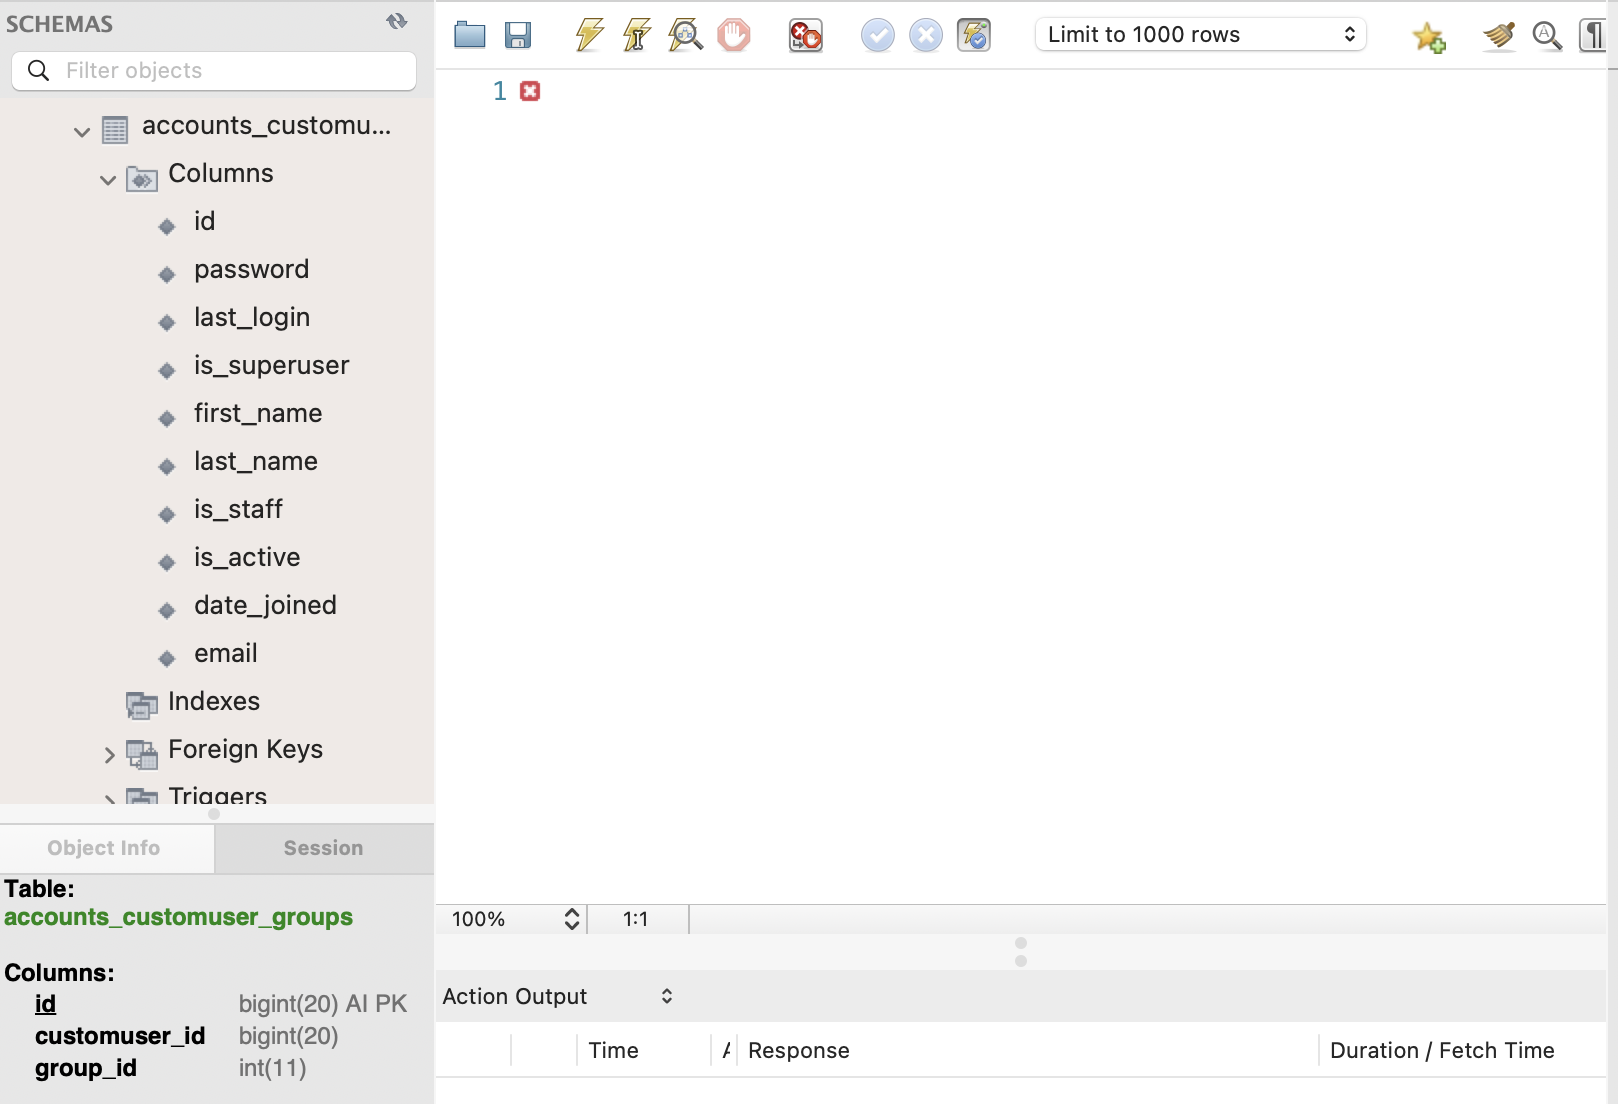 SCHEMAS
Filter objects
accounts_customu...
Columns
id
password
last_login
is_superuser
first_name
last_name
is_staff
is_active
date_joined
email
Indexes
Foreign Keys
Triggers
Object Info Session
Table:
accounts_customuser_groups
Columns:
id bigint(20) AI PK
customuser_id bigint(20)
group_id int(11)
Limit to 1000 rows
1
100% 1:1
Action Output
Time Response Duration / Fetch Time